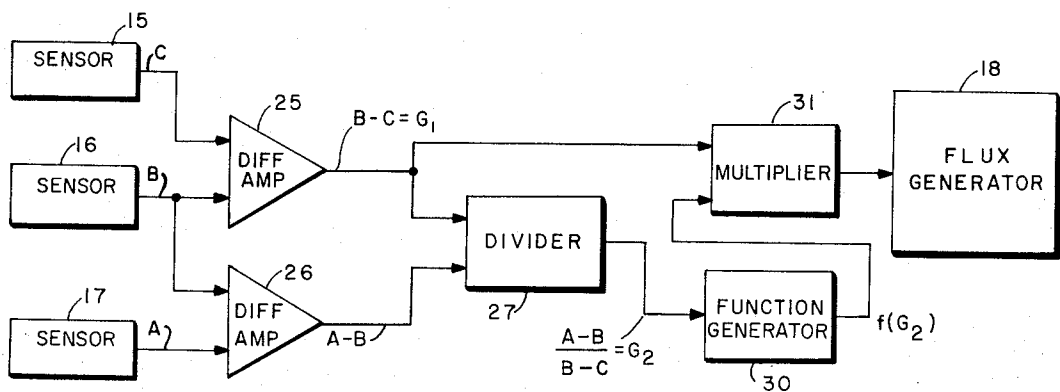 15
SENSOR
C
16
SENSOR
B
17
SENSOR
A
25
DIFF
AMP
B-C=G₁
26
DIFF
AMP
A-B
DIVIDER
27
A-B
B-C
=G₂
31
MULTIPLIER
FUNCTION
GENERATOR
30
f(G₂)
18
FLUX
GENERATOR